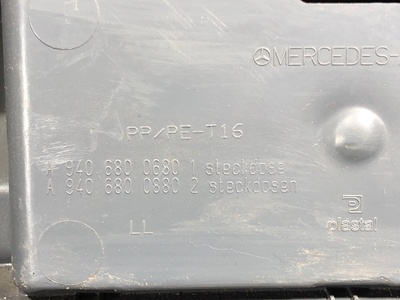 MERCEDES-
PP/PE-T16
A 940 680 0680 1 steckdose
A 940 680 0880 2 steckdosen
plastal
LL